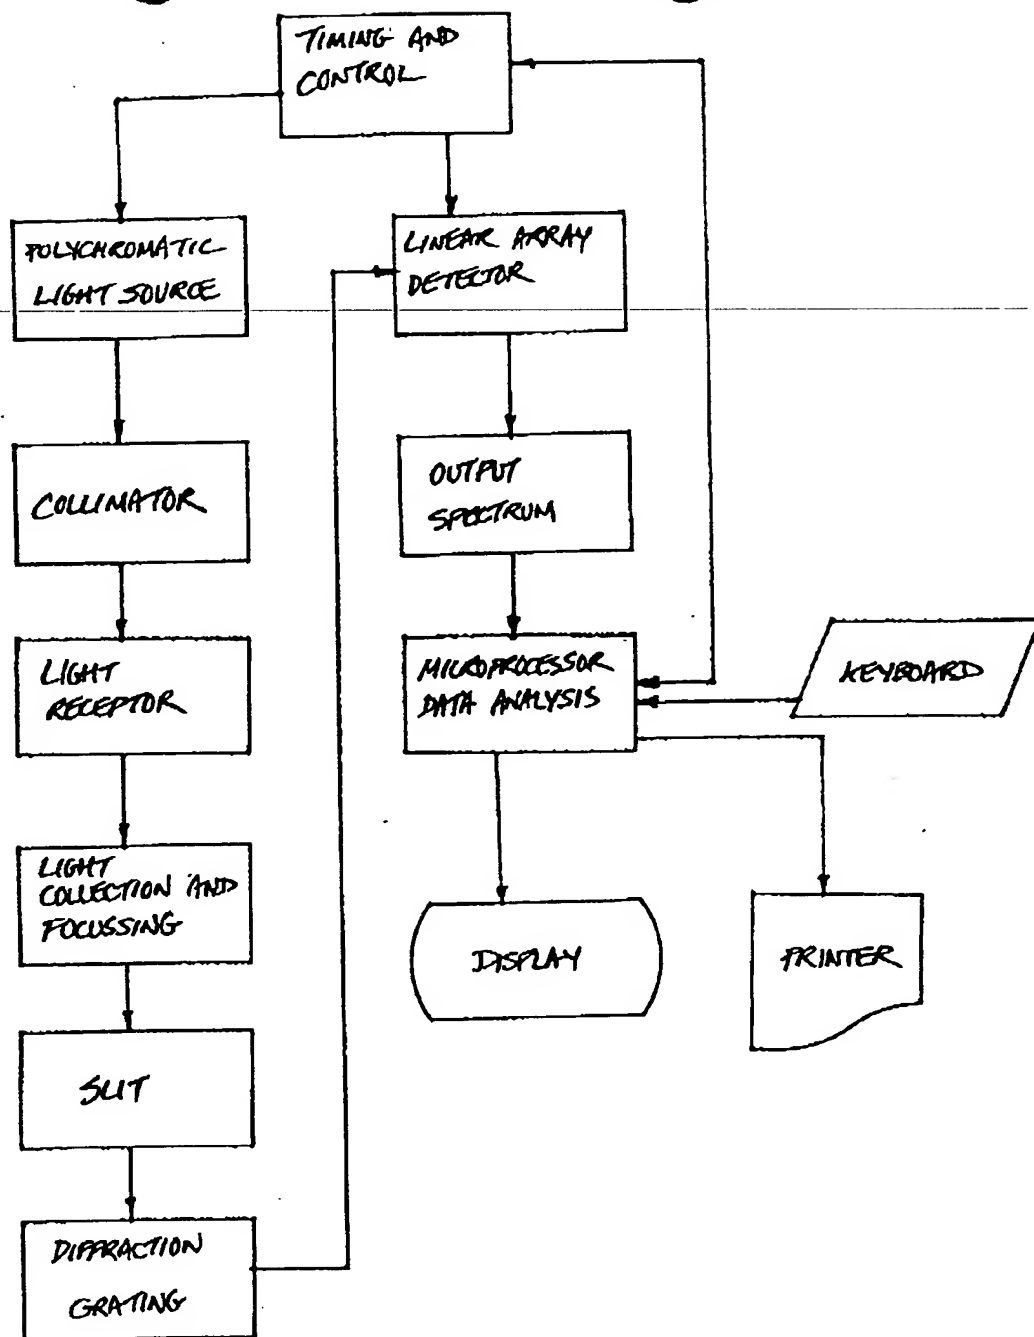 TIMING AND
CONTROL
POLYCHROMATIC
LIGHT SOURCE
LINEAR ARRAY
DETECTOR
COLLIMATOR
OUTPUT
SPECTRUM
LIGHT
RECEPTOR
MICROPROCESSOR
DATA ANALYSIS
KEYBOARD
LIGHT
COLLECTION AND
FOCUSSING
DISPLAY
PRINTER
SLIT
DIFFRACTION
GRATING